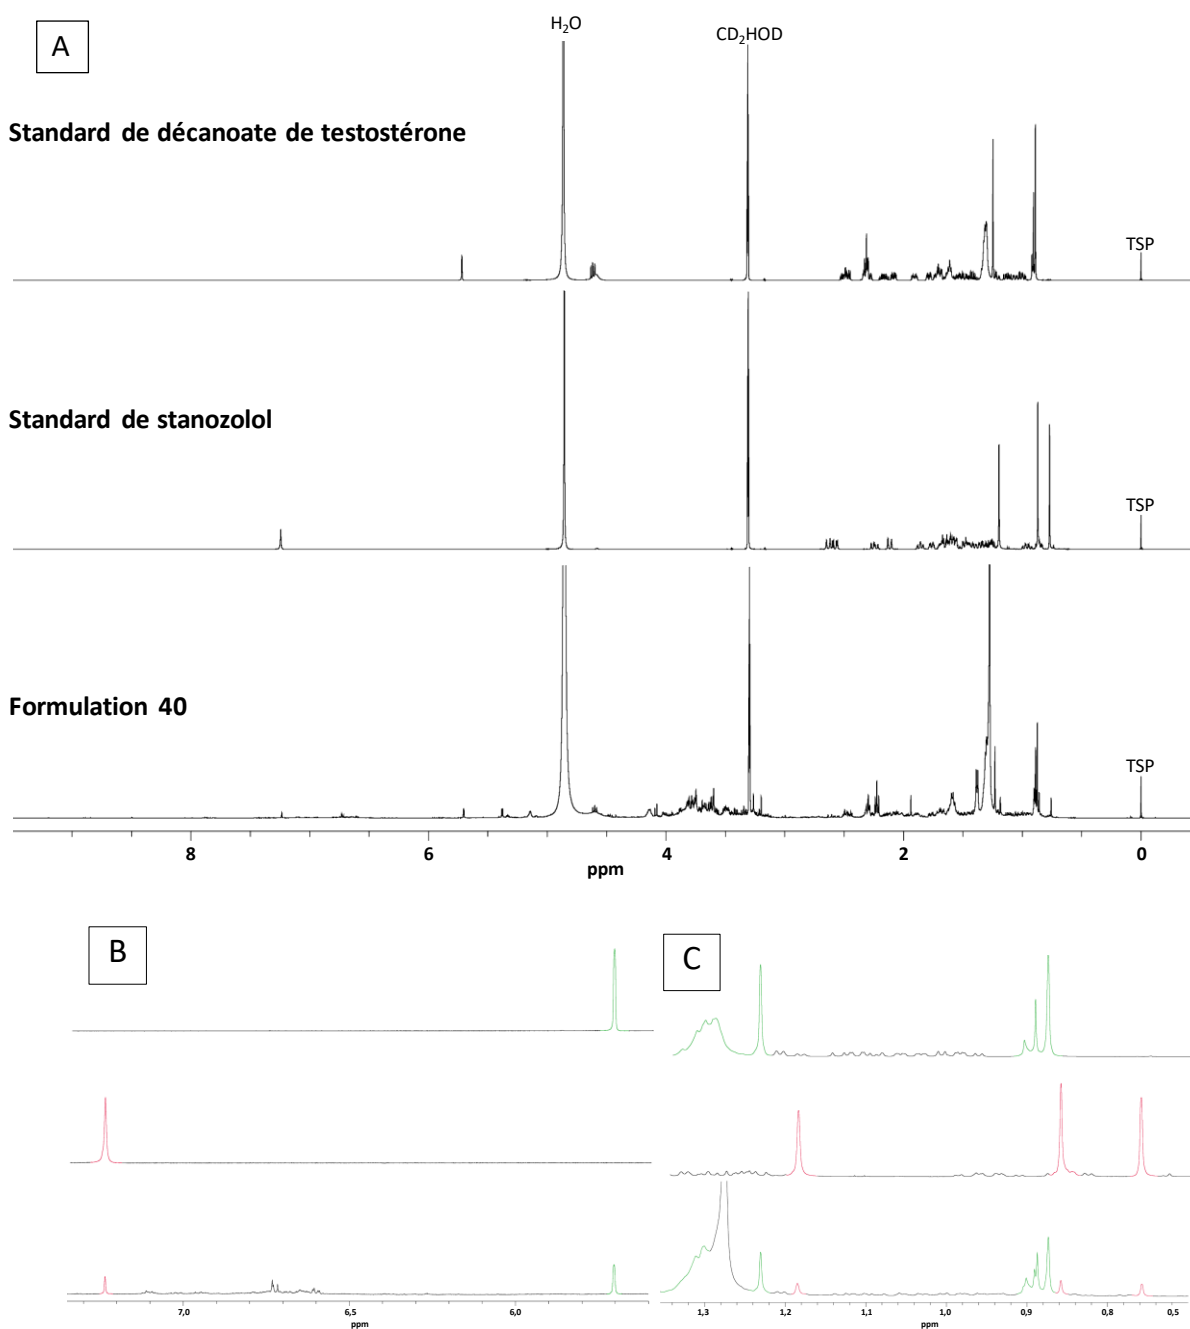 A
H₂O
CD₂HOD
Standard de décanoate de testostérone
TSP
Standard de stanozolol
TSP
Formulation 40
TSP
8 6 4 2 0
ppm
B
C
7,0 6,5 6,0
ppm
1,3 1,2 1,1 1,0 0,9 0,8 0,5
ppm